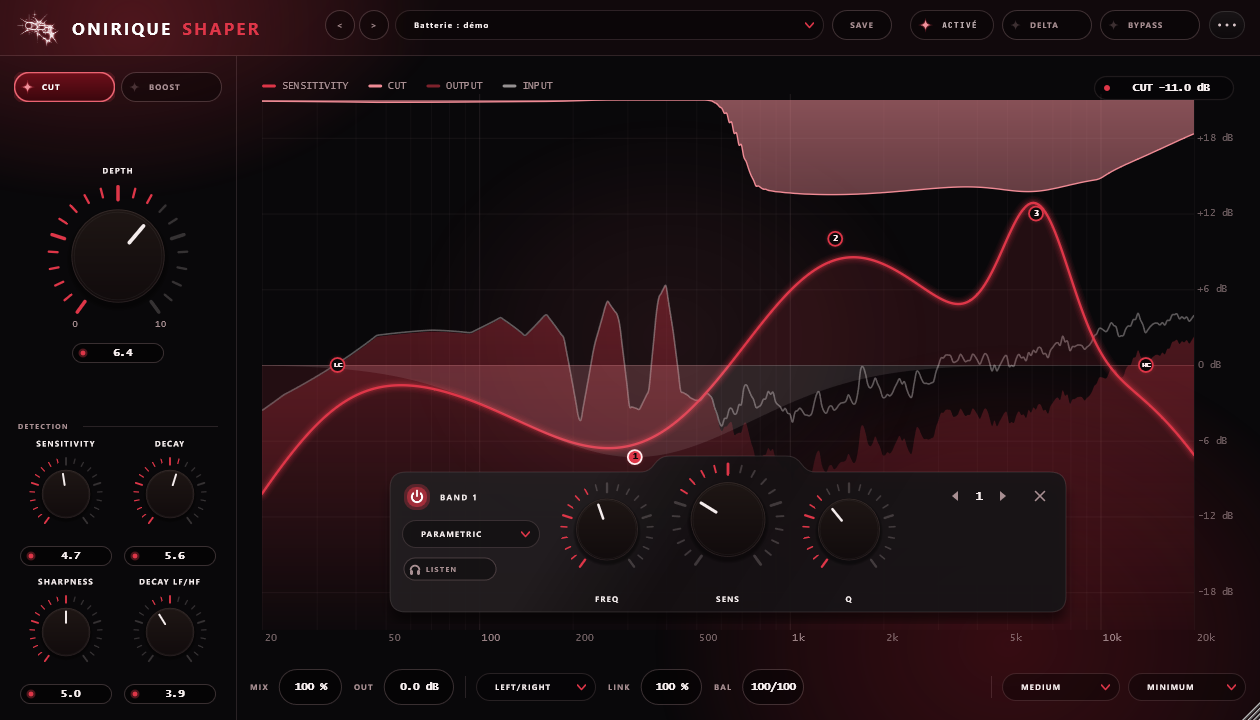 ONIRIQUE SHAPER
< > Batterie : démo SAVE ACTIVÉ DELTA BYPASS
CUT BOOST
SENSITIVITY CUT OUTPUT INPUT
CUT -11.0 dB
+18 dB
+12 dB
+6 dB
0 dB
-6 dB
-12 dB
-18 dB
DEPTH
0 10
6.4
DETECTION
SENSITIVITY DECAY
4.7 5.6
SHARPNESS DECAY LF/HF
5.0 3.9
LC
1
2
3
HC
BAND 1
PARAMETRIC
LISTEN
FREQ SENS Q
1
20 50 100 200 500 1k 2k 5k 10k 20k
MIX 100 % OUT 0.0 dB LEFT/RIGHT LINK 100 % BAL 100/100 MEDIUM MINIMUM